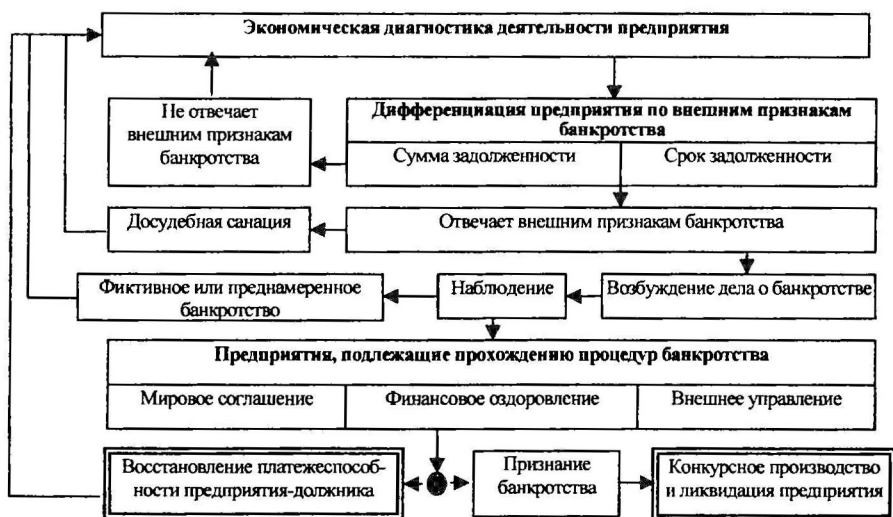 Экономическая диагностика деятельности предприятия
Не отвечает
внешним признакам
банкротства
Дифференциация предприятия по внешним признакам
банкротства
Сумма задолженности
Срок задолженности
Досудебная санация
Отвечает внешним признакам банкротства
Фиктивное или преднамеренное
банкротство
Наблюдение
Возбуждение дела о банкротстве
Предприятия, подлежащие прохождению процедур банкротства
Мировое соглашение
Финансовое оздоровление
Внешнее управление
Восстановление платежеспособ-
ности предприятия-должника
Признание
банкротства
Конкурсное производство
и ликвидация предприятия